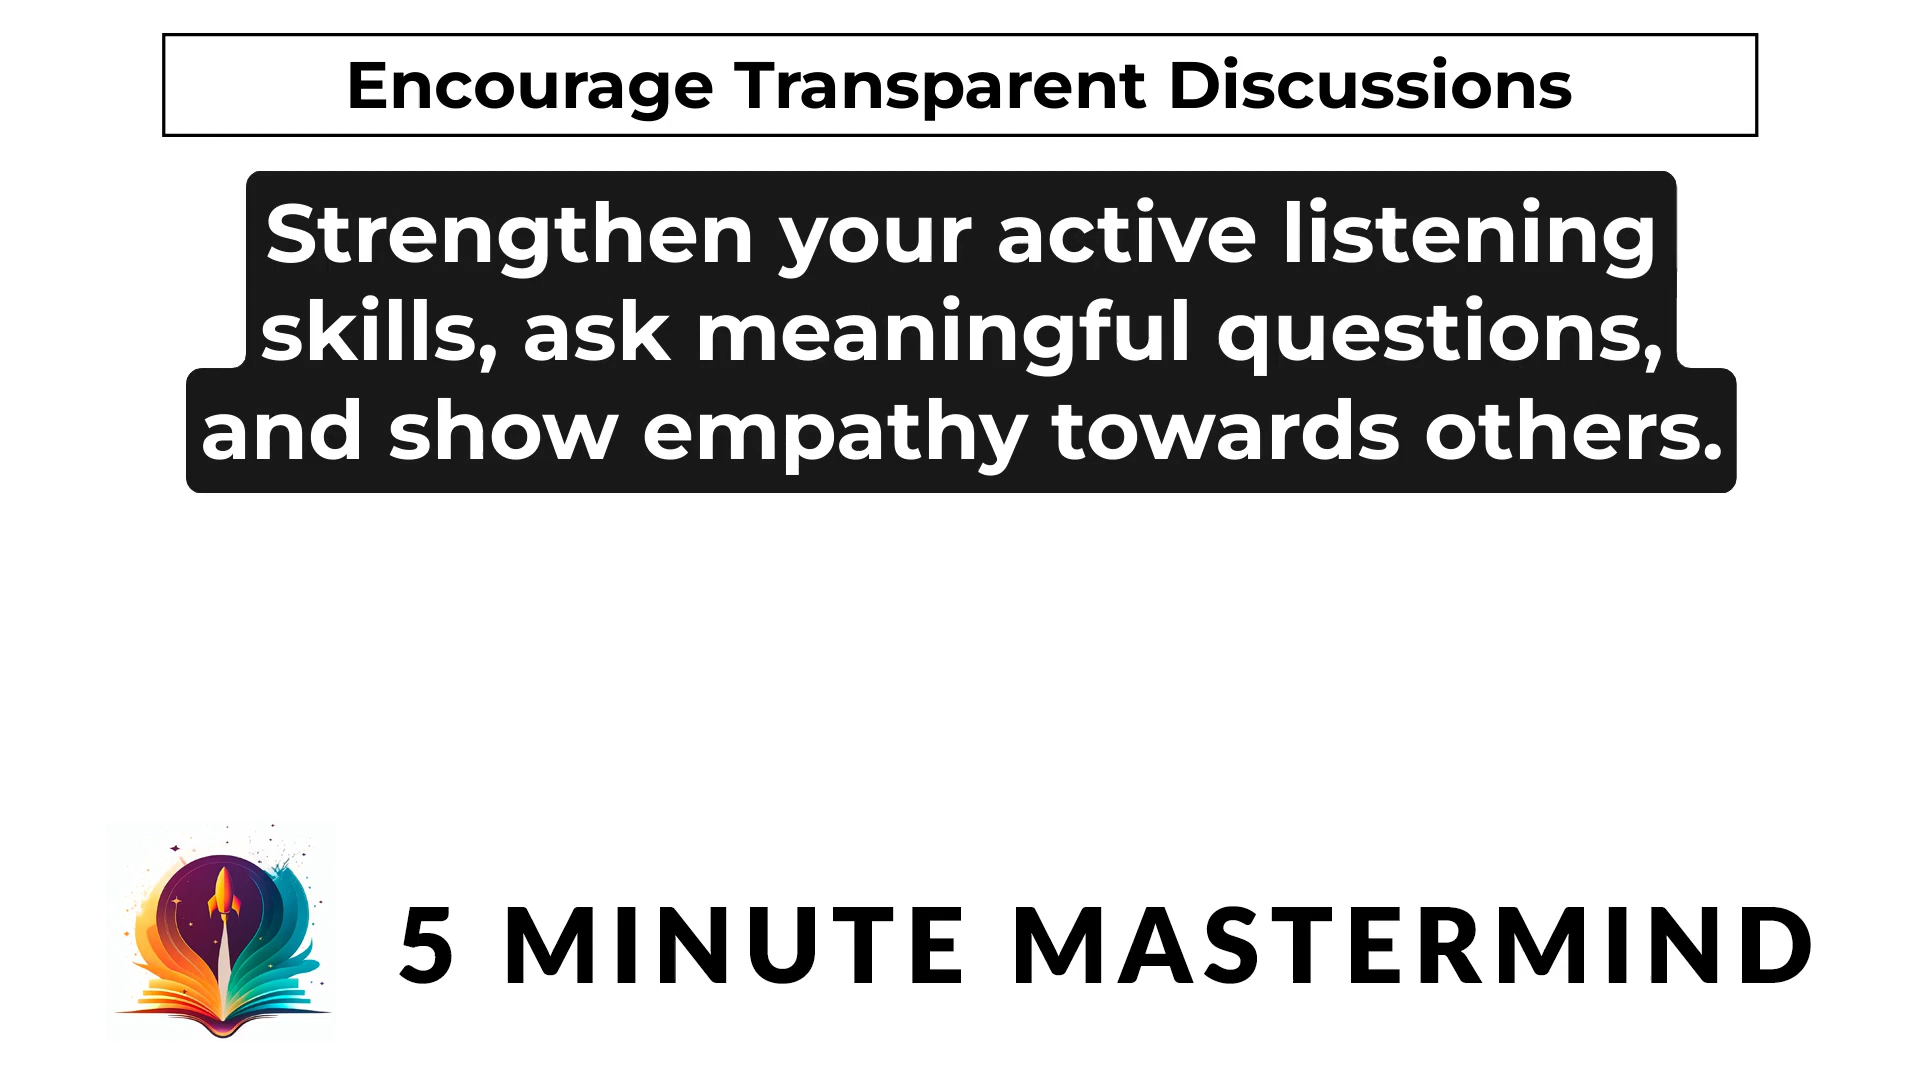 Encourage Transparent Discussions
Strengthen your active listening
skills, ask meaningful questions,
and show empathy towards others.
5 MINUTE MASTERMIND